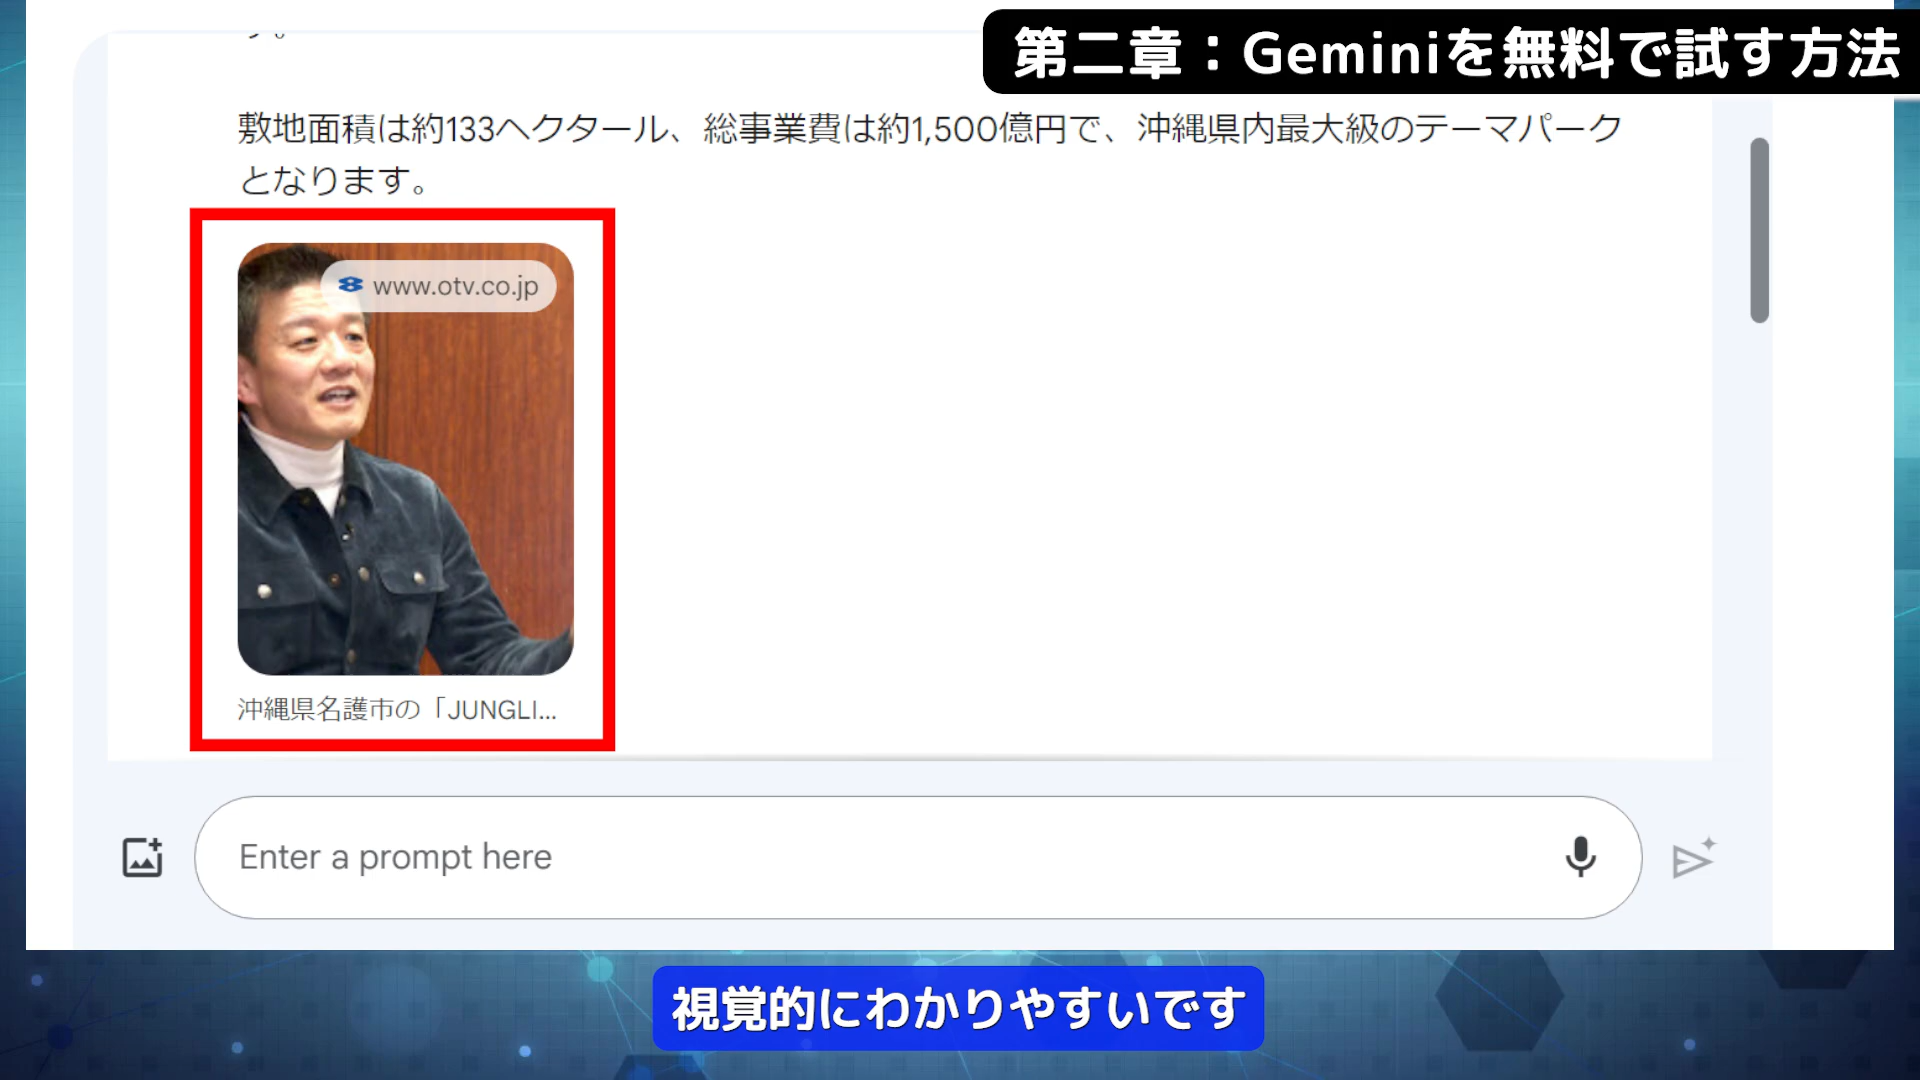 第二章：Geminiを無料で試す方法
す。
敷地面積は約133ヘクタール、総事業費は約1,500億円で、沖縄県内最大級のテーマパーク
となります。
www.otv.co.jp
沖縄県名護市の「JUNGLI...
Enter a prompt here
視覚的にわかりやすいです